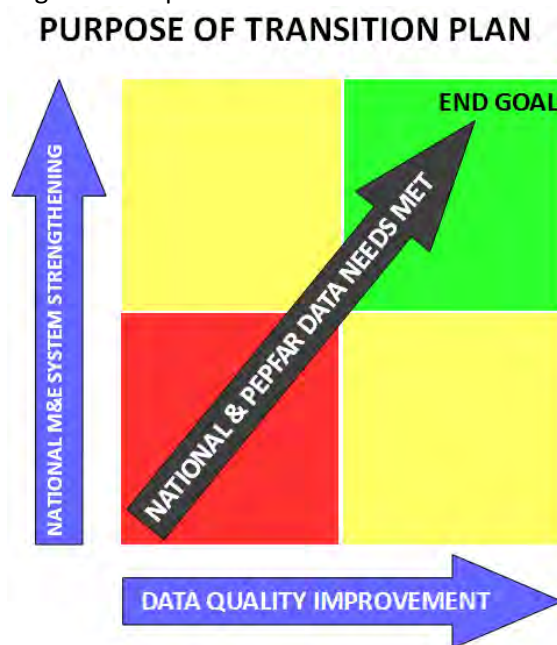 PURPOSE OF TRANSITION PLAN
END GOAL
NATIONAL M&E SYSTEM STRENGTHENING
NATIONAL & PEPFAR DATA NEEDS MET
DATA QUALITY IMPROVEMENT